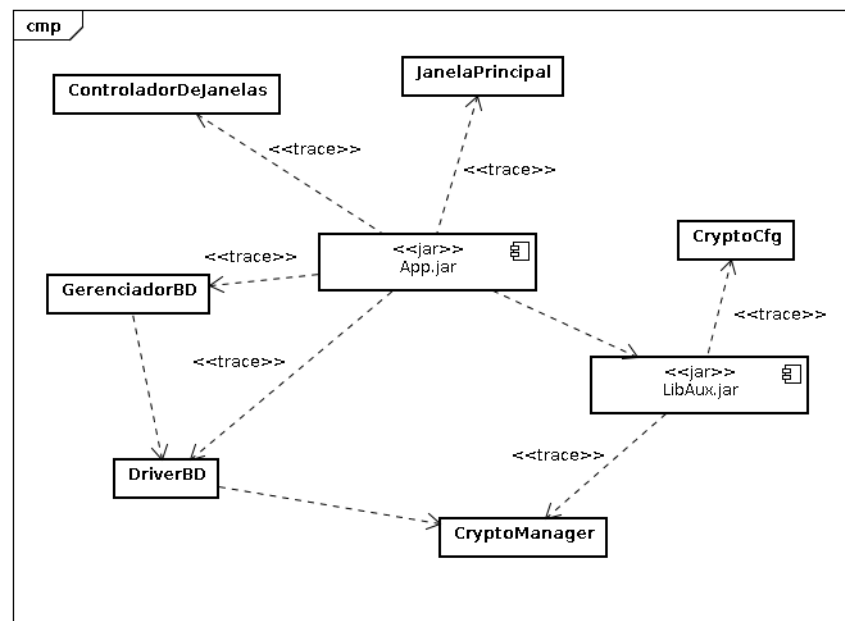 cmp
JanelaPrincipal
ControladorDeJanelas
<<trace>>
<<trace>>
CryptoCfg
<<jar>>
App.jar
<<trace>>
GerenciadorBD
<<trace>>
<<trace>>
<<jar>>
LibAux.jar
<<trace>>
DriverBD
CryptoManager